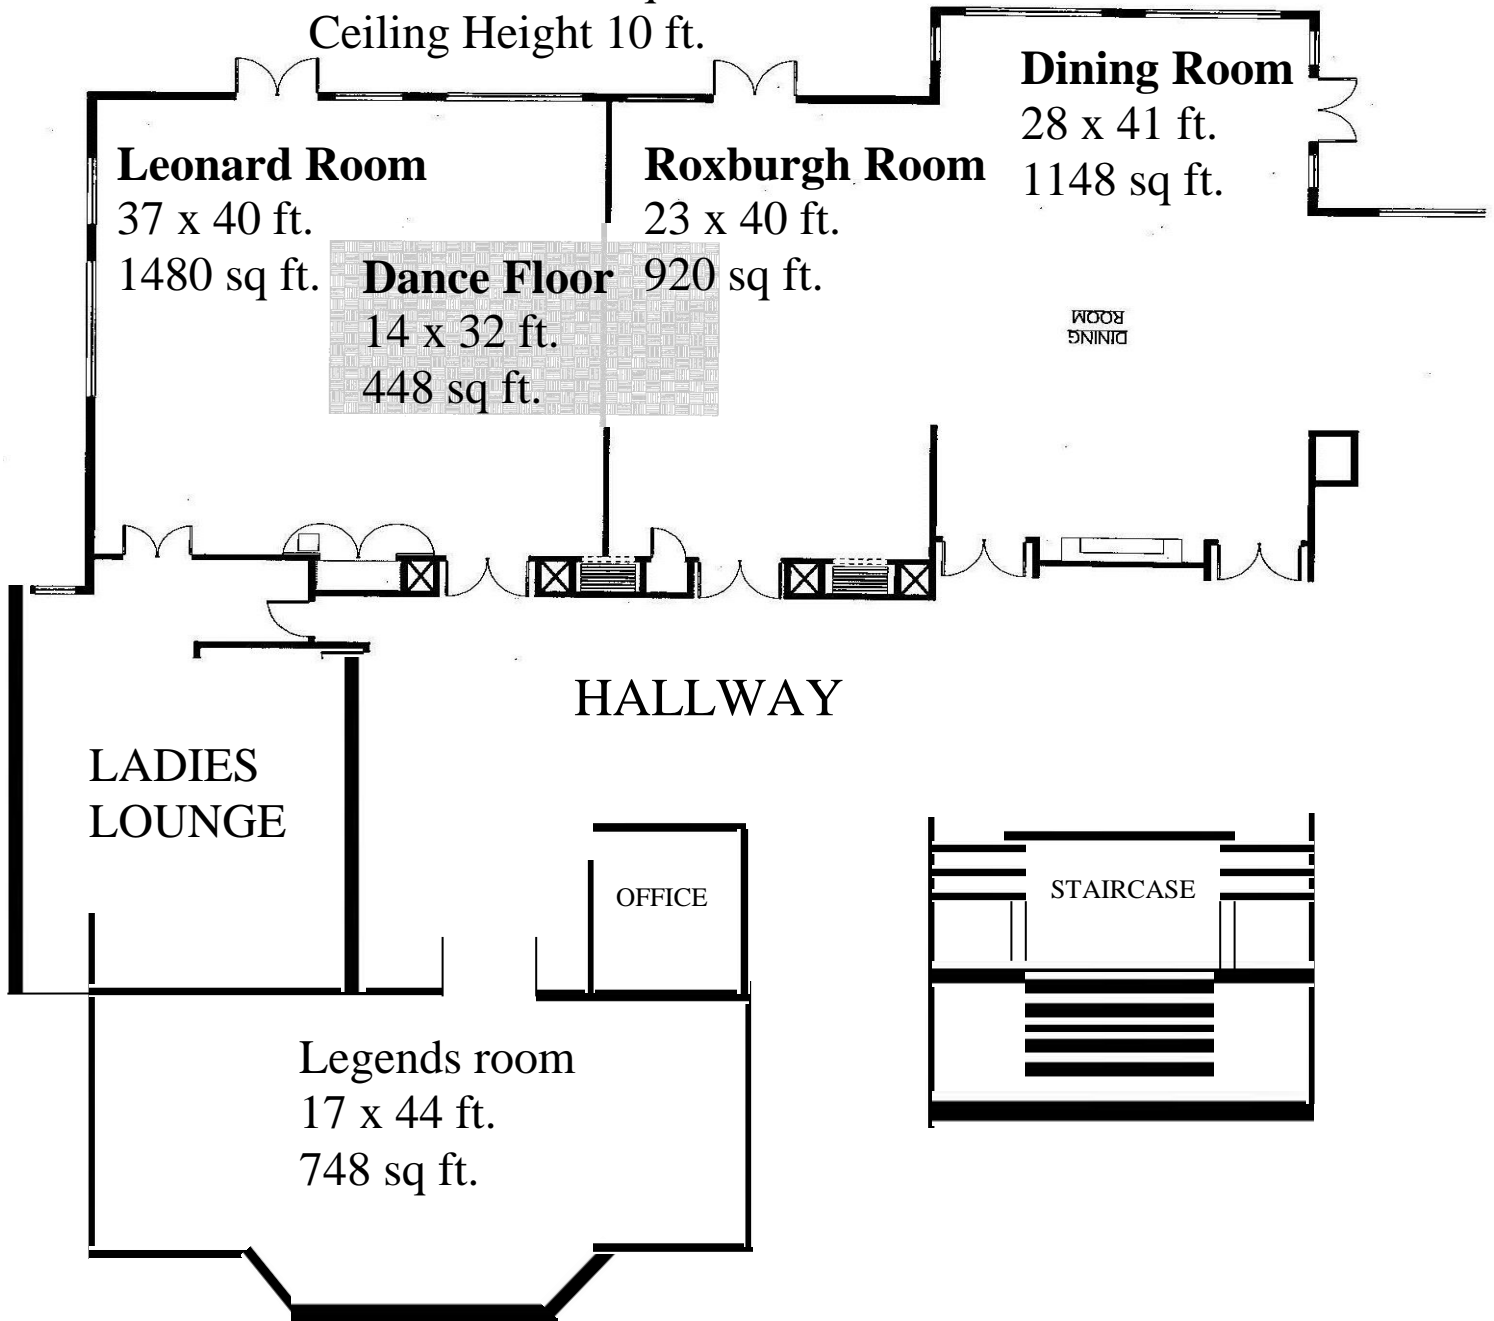 Ceiling Height 10 ft.
Dining Room
28 x 41 ft.
1148 sq ft.
Leonard Room
37 x 40 ft.
1480 sq ft.
Roxburgh Room
23 x 40 ft.
920 sq ft.
Dance Floor
14 x 32 ft.
448 sq ft.
DINING
ROOM
HALLWAY
LADIES
LOUNGE
OFFICE
STAIRCASE
Legends room
17 x 44 ft.
748 sq ft.